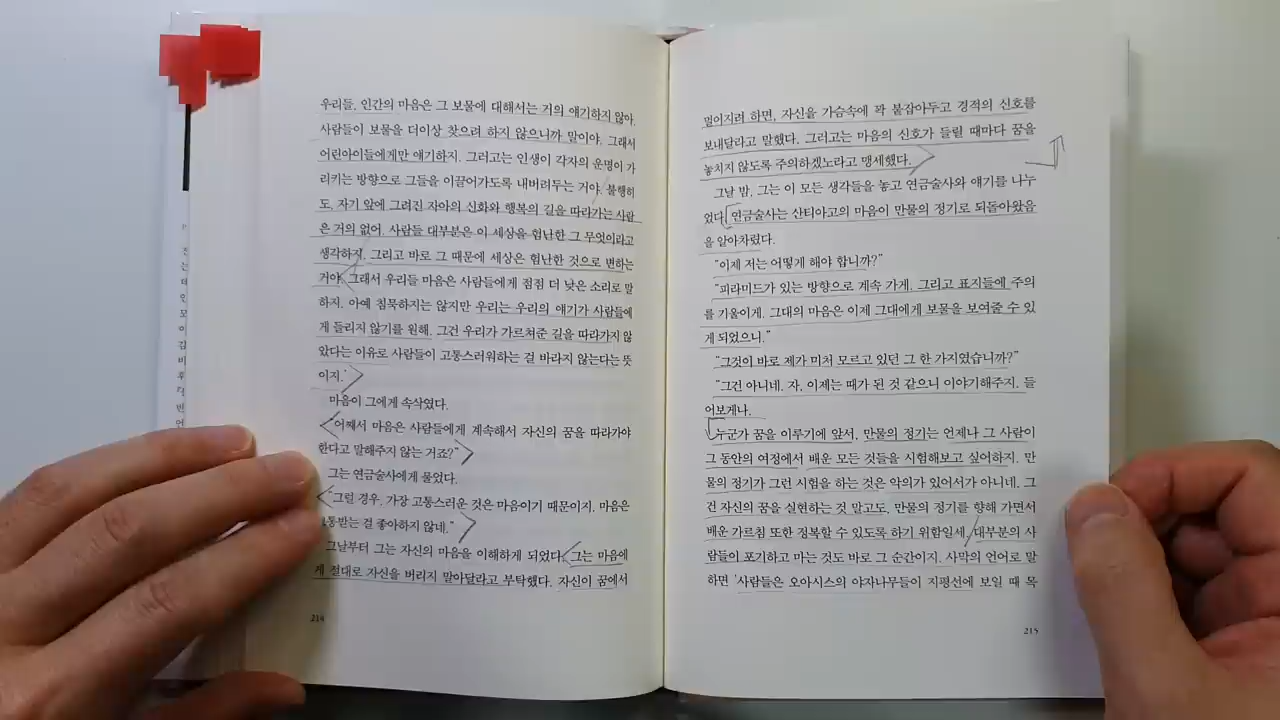 우리들, 인간의 마음은 그 보물에 대해서는 거의 얘기하지 않아.
사람들이 보물을 더이상 찾으려 하지 않으니까 말이야. 그래서
어린아이들에게만 얘기하지. 그러고는 인생이 각자의 운명이 가
리키는 방향으로 그들을 이끌어가도록 내버려두는 거야. 불행히
도, 자기 앞에 그려진 자아의 신화와 행복의 길을 따라가는 사람
은 거의 없어. 사람들 대부분은 이 세상을 험난한 그 무엇이라고
생각하지. 그리고 바로 그 때문에 세상은 험난한 것으로 변하는
거야. 그래서 우리들 마음은 사람들에게 점점 더 낮은 소리로 말
하지. 아예 침묵하지는 않지만 우리는 우리의 얘기가 사람들에
게 들리지 않기를 원해. 그건 우리가 가르쳐준 길을 따라가지 않
았다는 이유로 사람들이 고통스러워하는 걸 바라지 않는다는 뜻
이지.'
마음이 그에게 속삭였다.
"어째서 마음은 사람들에게 계속해서 자신의 꿈을 따라가야
한다고 말해주지 않는 거죠?"
그는 연금술사에게 물었다.
"그럴 경우, 가장 고통스러운 것은 마음이기 때문이지. 마음은
고통받는 걸 좋아하지 않네."
그날부터 그는 자신의 마음을 이해하게 되었다. 그는 마음에
게 절대로 자신을 버리지 말아달라고 부탁했다. 자신이 꿈에서
214
멀어지려 하면, 자신을 가슴속에 꽉 붙잡아두고 경적의 신호를
보내달라고 말했다. 그러고는 마음의 신호가 들릴 때마다 꿈을
놓치지 않도록 주의하겠노라고 맹세했다.
그날 밤, 그는 이 모든 생각들을 놓고 연금술사와 얘기를 나누
었다. 연금술사는 산티아고의 마음이 만물의 정기로 되돌아왔음
을 알아차렸다.
"이제 저는 어떻게 해야 합니까?"
"피라미드가 있는 방향으로 계속 가게. 그리고 표지들에 주의
를 기울이게. 그대의 마음은 이제 그대에게 보물을 보여줄 수 있
게 되었으니."
"그것이 바로 제가 미처 모르고 있던 그 한 가지였습니까?"
"그건 아니네. 자, 이제는 때가 된 것 같으니 이야기해주지. 들
어보게나.
누군가 꿈을 이루기에 앞서, 만물의 정기는 언제나 그 사람이
그 동안의 여정에서 배운 모든 것들을 시험해보고 싶어하지. 만
물의 정기가 그런 시험을 하는 것은 악의가 있어서가 아니네. 그
건 자신의 꿈을 실현하는 것 말고도, 만물의 정기를 향해 가면서
배운 가르침 또한 정복할 수 있도록 하기 위함일세. 대부분의 사
람들이 포기하고 마는 것도 바로 그 순간이지. 사막의 언어로 말
하면 '사람들은 오아시스의 야자나무들이 지평선에 보일 때 목
215